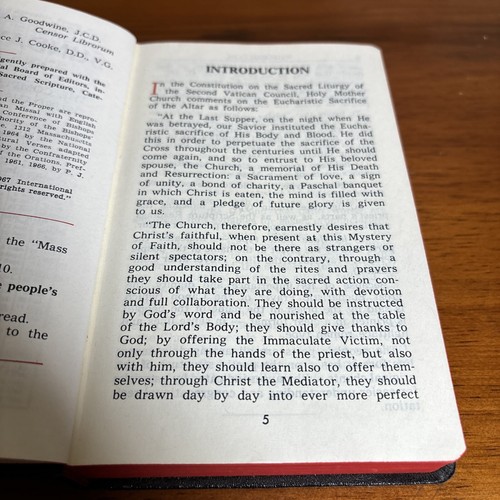 A. Goodwine, J.C.D.
Censor Librorum
ce J. Cooke, D.D., V.G.
gently prepared with the
al Board of Editors, in-
Sacred Scripture, Cate-
d the Proper are repro-
an Missal with English
Conference of Bishops
hority of the Bishops'
e, 1312 Massachusetts
1964 by the National
tural Verses adapted
by the Confraternity
of the Orations, Pref-
1961, 1966, by P. J.
967 International
rights reserved."
the "Mass
10.
e people's
read.
to the
INTRODUCTION
In the Constitution on the Sacred Liturgy of
the Second Vatican Council, Holy Mother
Church comments on the Eucharistic Sacrifice
of the Altar as follows:
"At the Last Supper, on the night when He
was betrayed, our Savior instituted the Eucha-
ristic sacrifice of His Body and Blood. He did
this in order to perpetuate the sacrifice of the
Cross throughout the centuries until He should
come again, and so to entrust to His beloved
spouse, the Church, a memorial of His Death
and Resurrection: a Sacrament of love, a sign
of unity, a bond of charity, a Paschal banquet
in which Christ is eaten, the mind is filled with
grace, and a pledge of future glory is given
to us.
"The Church, therefore, earnestly desires that
Christ's faithful, when present at this Mystery
of Faith, should not be there as strangers or
silent spectators; on the contrary, through a
good understanding of the rites and prayers
they should take part in the sacred action con-
scious of what they are doing, with devotion
and full collaboration. They should be instructed
by God's word and be nourished at the table
of the Lord's Body; they should give thanks to
God; by offering the Immaculate Victim, not
only through the hands of the priest, but also
with him, they should learn also to offer them-
selves; through Christ the Mediator, they should
be drawn day by day into ever more perfect
5